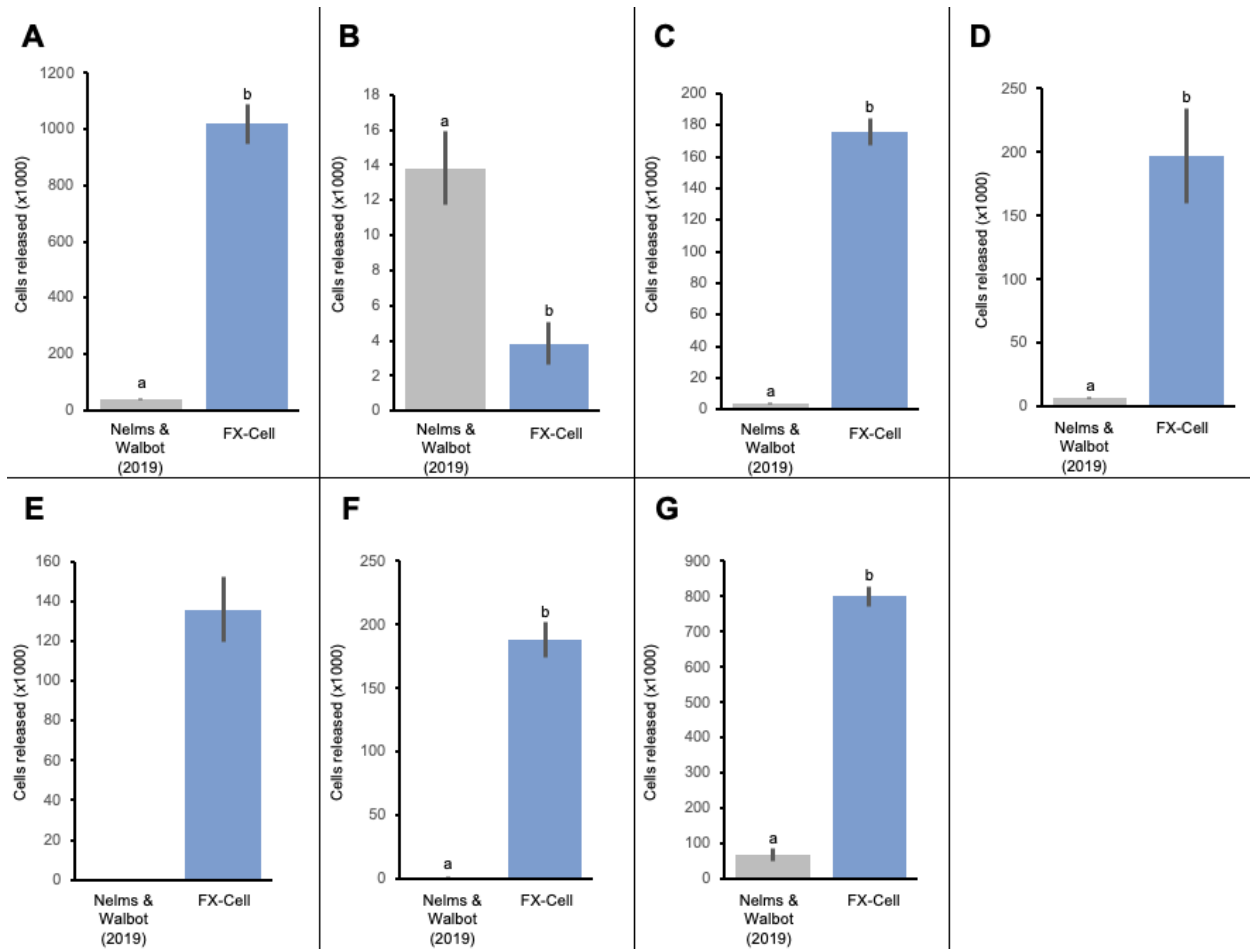 A
Cells released (x1000)
1200
1000
800
600
400
200
0
a
b
Nelms &
Walbot
(2019)
FX-Cell
B
Cells released (x1000)
18
16
14
12
10
8
6
4
2
0
a
b
Nelms &
Walbot
(2019)
FX-Cell
C
Cells released (x1000)
200
180
160
140
120
100
80
60
40
20
0
a
b
Nelms &
Walbot
(2019)
FX-Cell
D
Cells released (x1000)
250
200
150
100
50
0
a
b
Nelms &
Walbot
(2019)
FX-Cell
E
Cells released (x1000)
160
140
120
100
80
60
40
20
0
Nelms &
Walbot
(2019)
FX-Cell
F
Cells released (x1000)
250
200
150
100
50
0
a
b
Nelms &
Walbot
(2019)
FX-Cell
G
Cells released (x1000)
900
800
700
600
500
400
300
200
100
0
a
b
Nelms &
Walbot
(2019)
FX-Cell